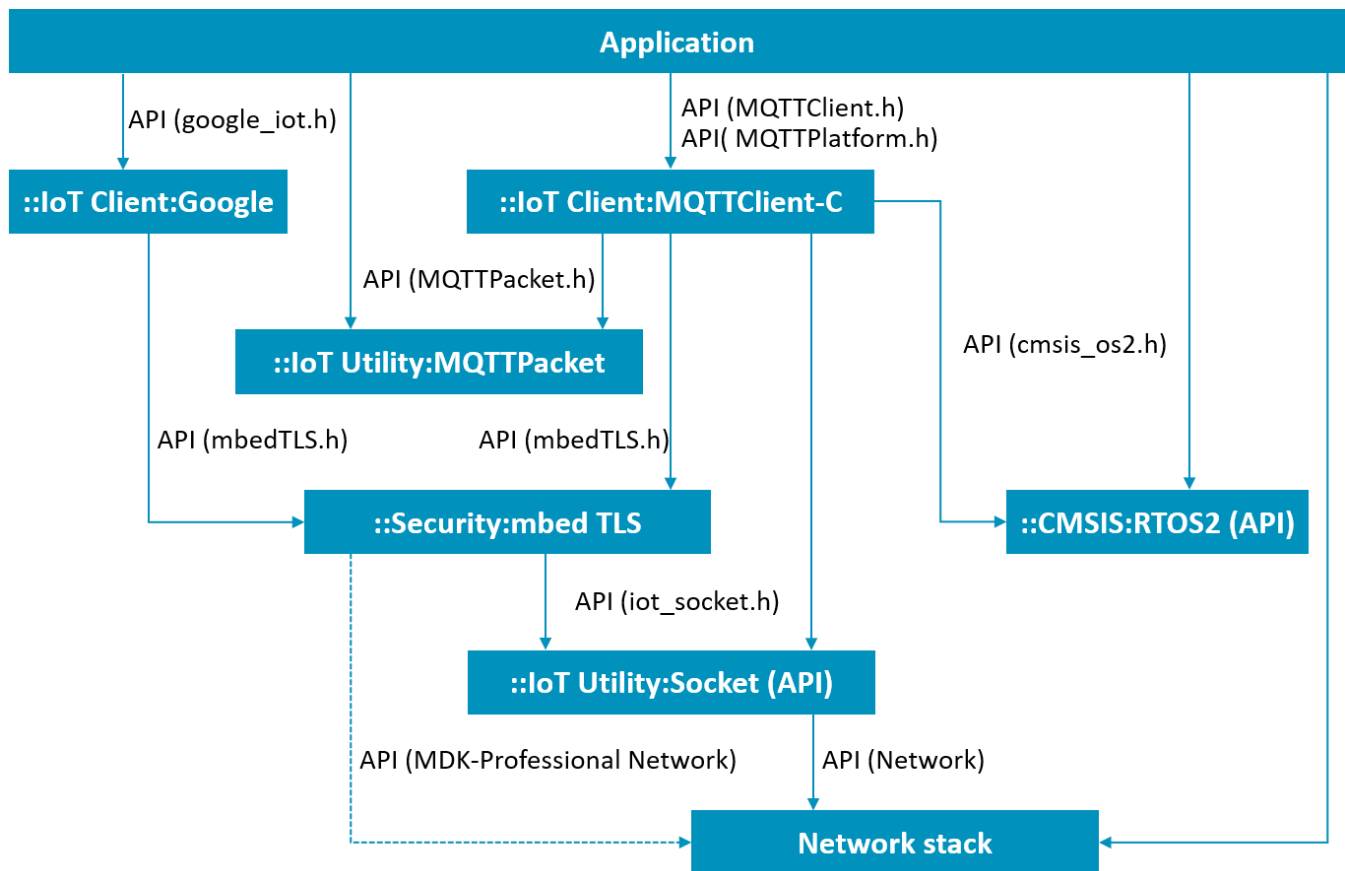 Application
API (google_iot.h)
API (MQTTClient.h)
API( MQTTPlatform.h)
::IoT Client:Google
::IoT Client:MQTTClient-C
API (MQTTPacket.h)
API (cmsis_os2.h)
::IoT Utility:MQTTPacket
API (mbedTLS.h)
API (mbedTLS.h)
::Security:mbed TLS
::CMSIS:RTOS2 (API)
API (iot_socket.h)
::IoT Utility:Socket (API)
API (MDK-Professional Network)
API (Network)
Network stack